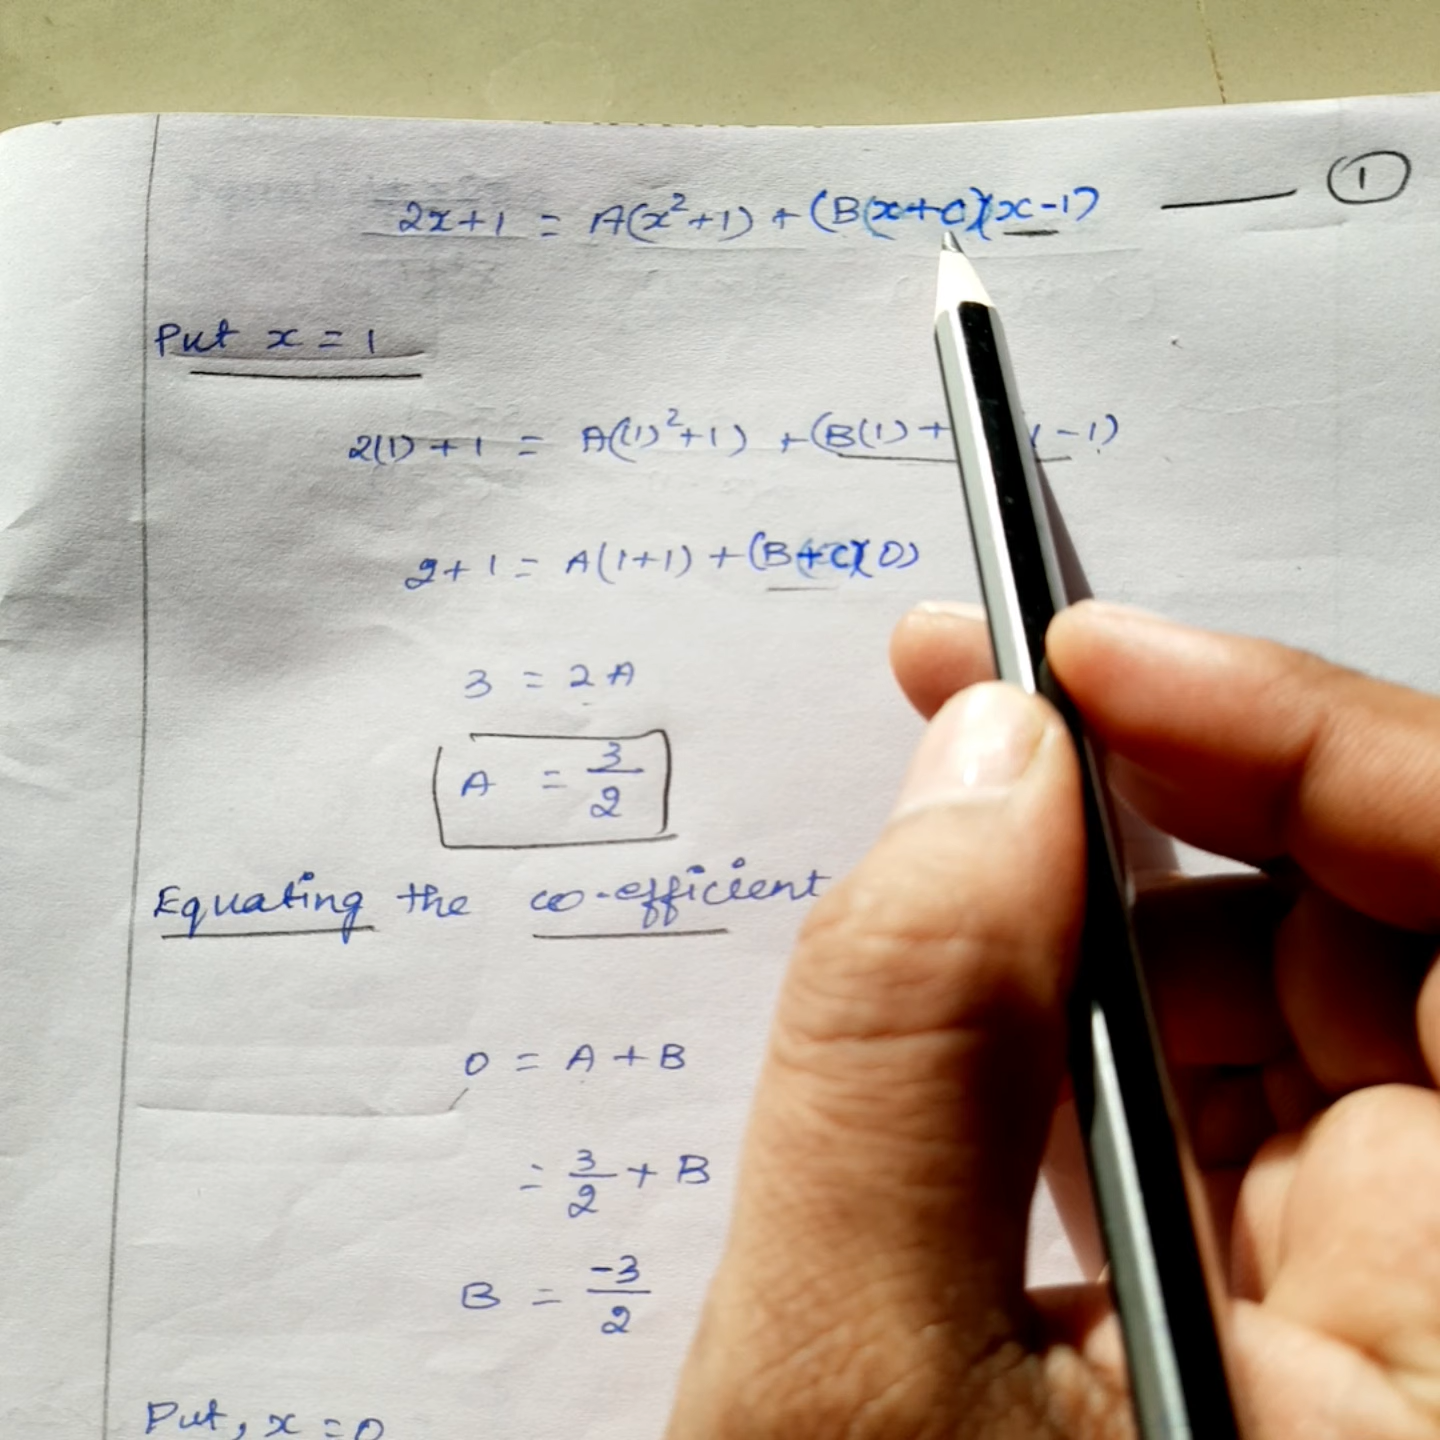 2x+1 = A(x²+1) + (B(x+c)(x-1) —— 1
Put x = 1
2(1)+1 = A((1)²+1) +(B(1)+ -1)
2+1 = A(1+1) + (B+c)(0)
3 = 2A
A = 3/2
Equating the co-efficient
0 = A+B
= 3/2 + B
B = -3/2
Put, x = 0